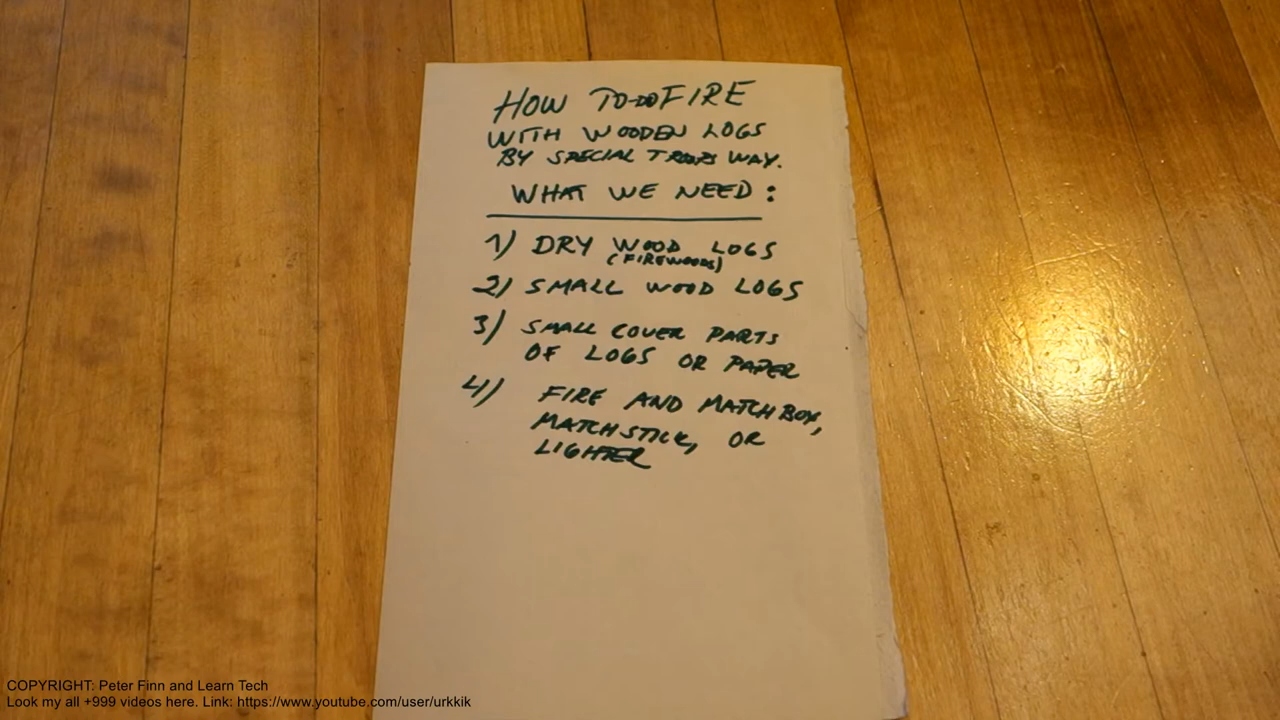 HOW TO-DO FIRE
WITH WOODEN LOGS
BY SPECIAL TROOPS WAY.
WHAT WE NEED:
1) DRY WOOD LOGS
(FIREWOODS)
2) SMALL WOOD LOGS
3) SMALL COVER PARTS
OF LOGS OR PAPER
4) FIRE AND MATCHBOX,
MATCHSTICK, OR
LIGHTER
COPYRIGHT: Peter Finn and Learn Tech
Look my all +999 videos here. Link: https://www.youtube.com/user/urkkik